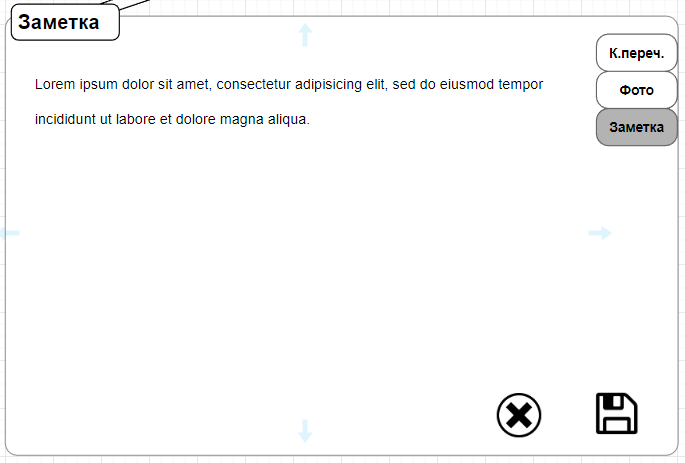 Заметка
К.переч.
Lorem ipsum dolor sit amet, consectetur adipisicing elit, sed do eiusmod tempor
Фото
incididunt ut labore et dolore magna aliqua.
Заметка